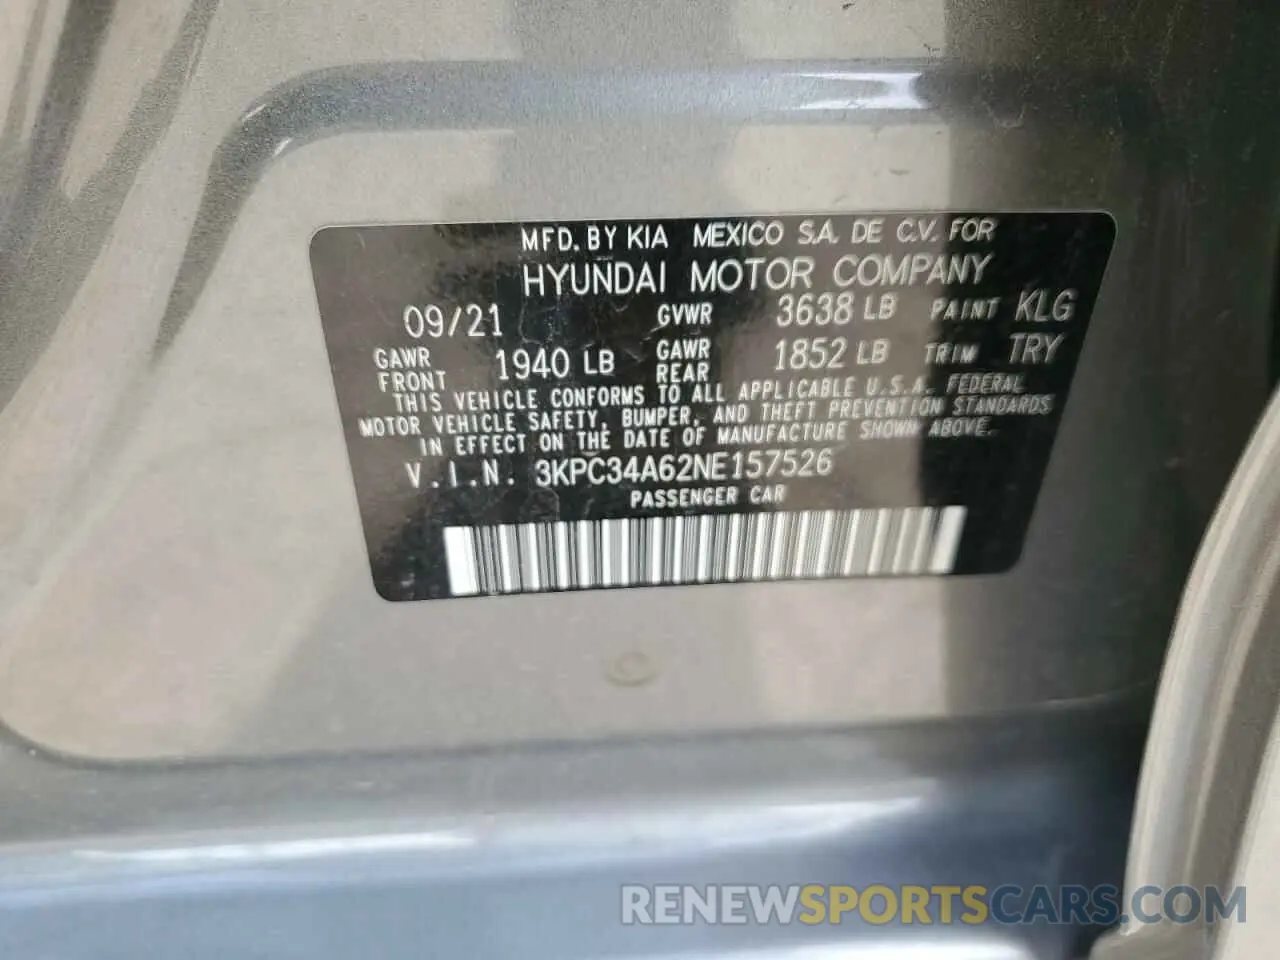 MFD. BY KIA MEXICO S.A. DE C.V. FOR
HYUNDAI MOTOR COMPANY
09/21 GVWR 3638 LB PAINT KLG
GAWR FRONT 1940 LB GAWR REAR 1852 LB TRIM TRY
THIS VEHICLE CONFORMS TO ALL APPLICABLE U.S.A. FEDERAL
MOTOR VEHICLE SAFETY, BUMPER, AND THEFT PREVENTION STANDARDS
IN EFFECT ON THE DATE OF MANUFACTURE SHOWN ABOVE.
V.I.N. 3KPC34A62NE157526
PASSENGER CAR
RENEWSPORTSCARS.COM